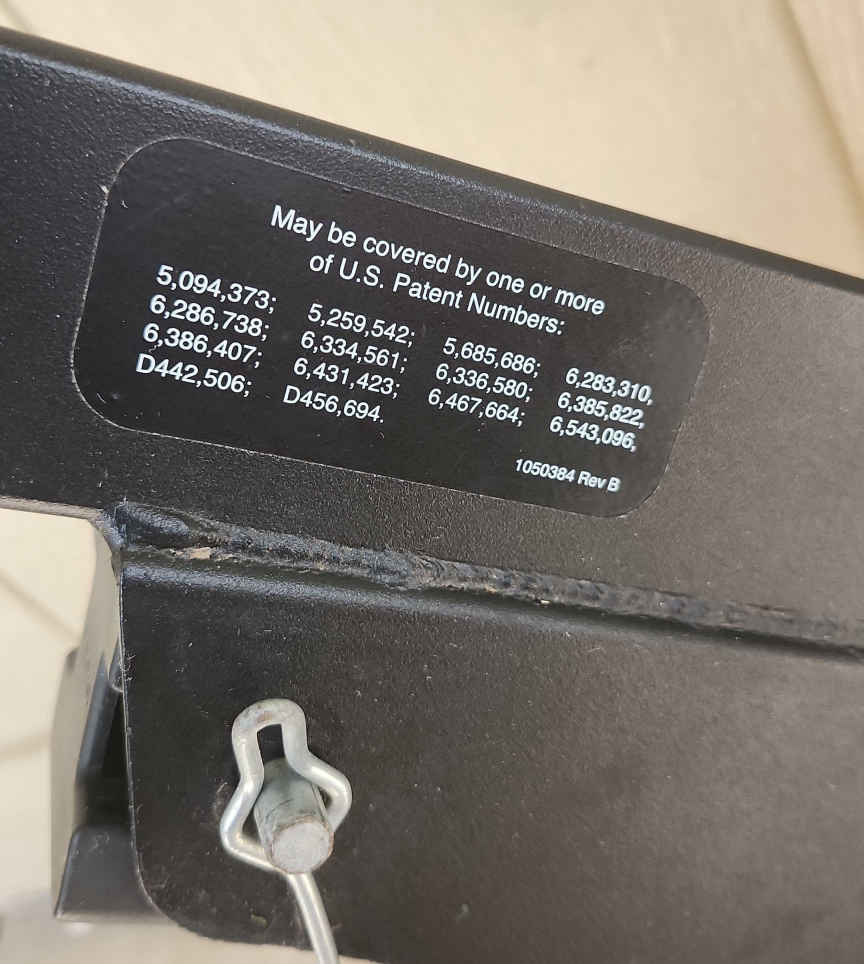 May be covered by one or more
of U.S. Patent Numbers:
5,094,373; 5,259,542; 5,685,686; 6,283,310,
6,286,738; 6,334,561; 6,336,580; 6,385,822,
6,386,407; 6,431,423; 6,467,664; 6,543,096,
D442,506; D456,694.
1050384 Rev B